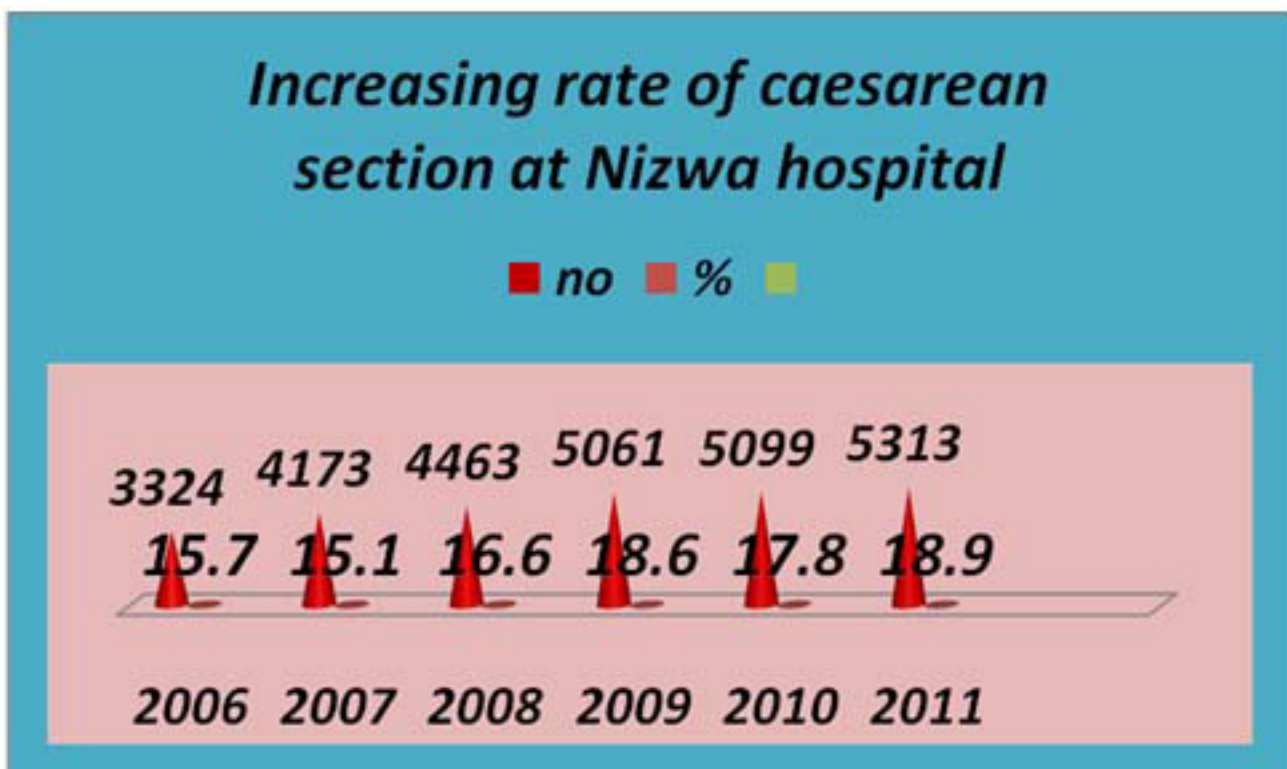 Increasing rate of caesarean
section at Nizwa hospital
no %
3324 4173 4463 5061 5099 5313
15.7 15.1 16.6 18.6 17.8 18.9
2006 2007 2008 2009 2010 2011